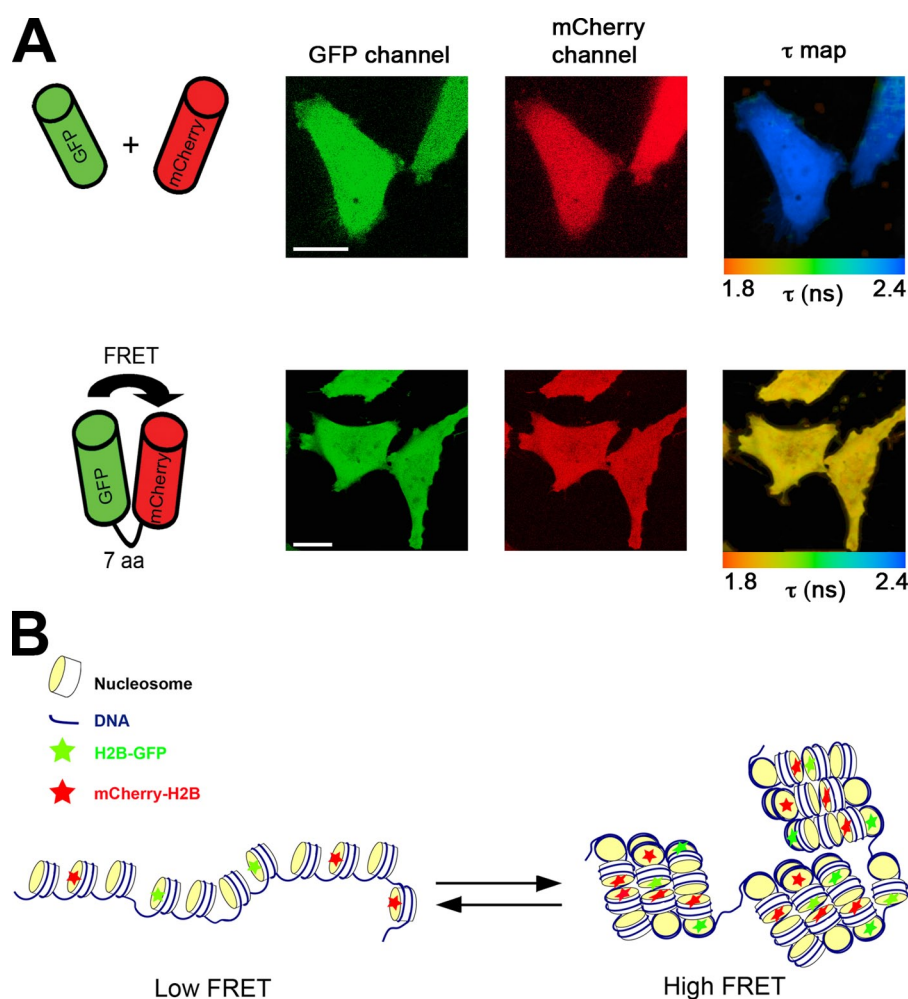 A
GFP channel
mCherry
channel
τ map
GFP
+
mCherry
1.8
2.4
τ (ns)
FRET
GFP
mCherry
7 aa
1.8
2.4
τ (ns)
B
Nucleosome
DNA
H2B-GFP
mCherry-H2B
Low FRET
High FRET